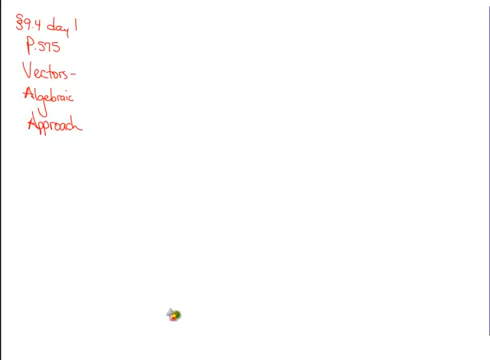 §9.4 day 1
P.575
Vectors-
Algebraic
Approach